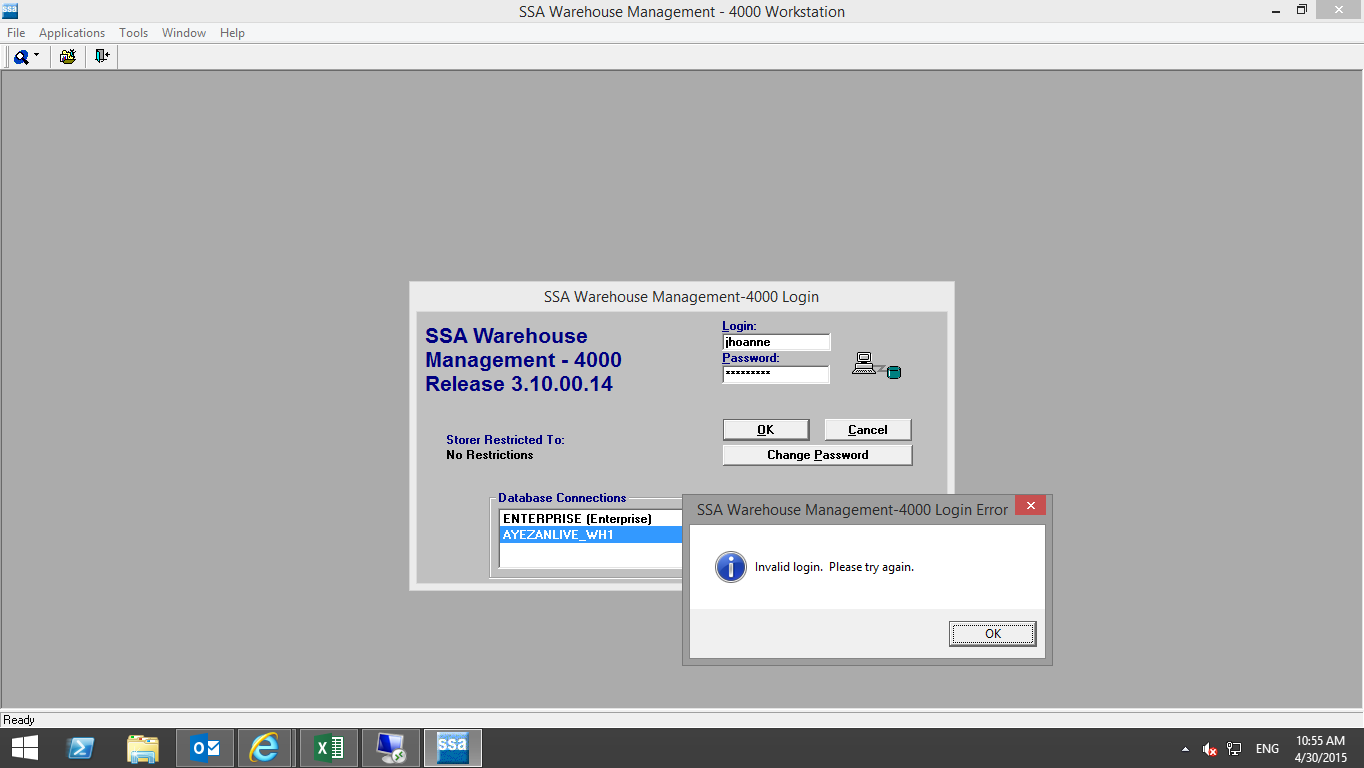 SSA Warehouse Management - 4000 Workstation
File Applications Tools Window Help
SSA Warehouse Management-4000 Login
SSA Warehouse
Management - 4000
Release 3.10.00.14
Login:
jhoanne
Password:
*********
OK Cancel
Change Password
Storer Restricted To:
No Restrictions
Database Connections
ENTERPRISE (Enterprise)
AYEZANLIVE_WH1
SSA Warehouse Management-4000 Login Error
Invalid login. Please try again.
OK
Ready
ssa
ENG
10:55 AM
4/30/2015